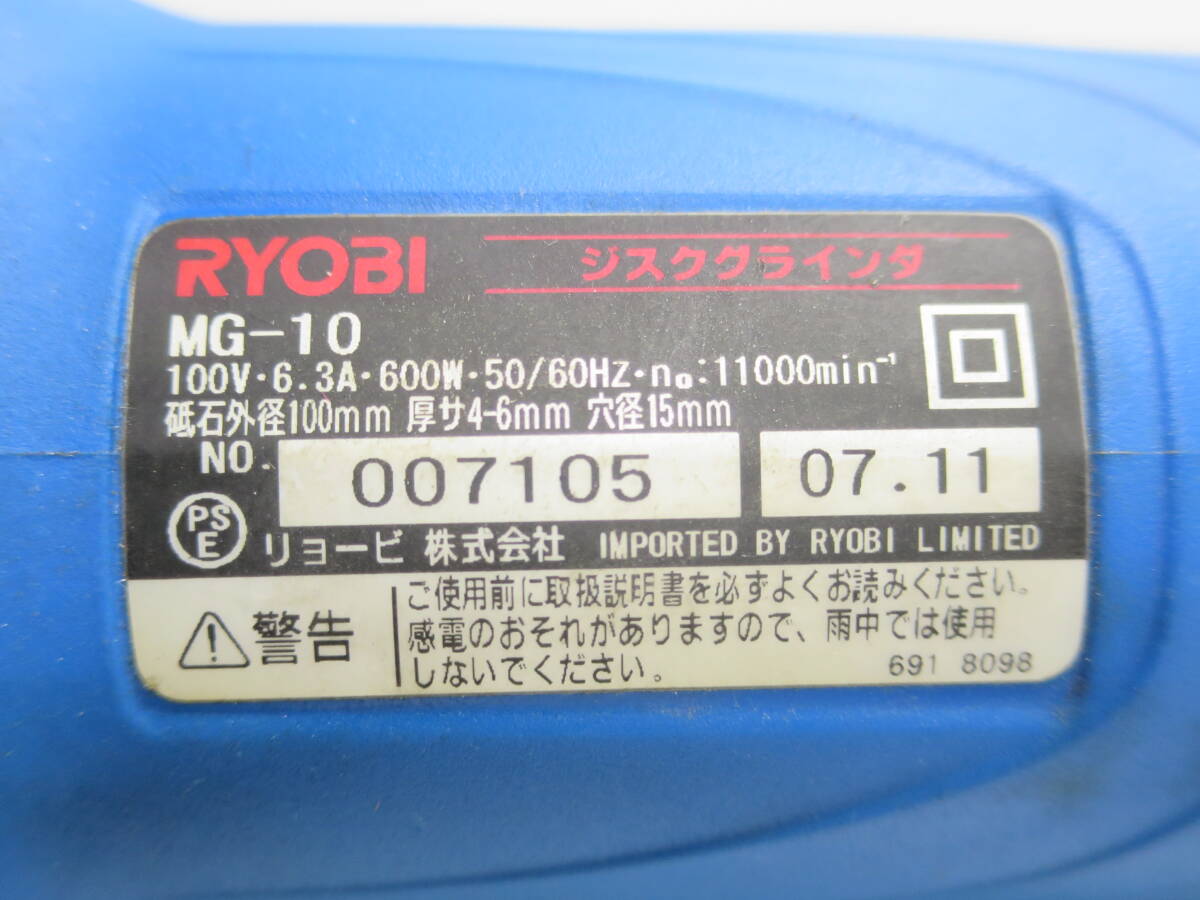 RYOBI ジスクグラインダ
MG-10
100V・6.3A・600W・50/60Hz・n₀:11000min⁻¹
砥石外径100mm 厚サ4-6mm 穴径15mm
NO. 007105 07.11
PSE リョービ 株式会社 IMPORTED BY RYOBI LIMITED
警告
ご使用前に取扱説明書を必ずよくお読みください。
感電のおそれがありますので、雨中では使用
しないでください。
691 8098